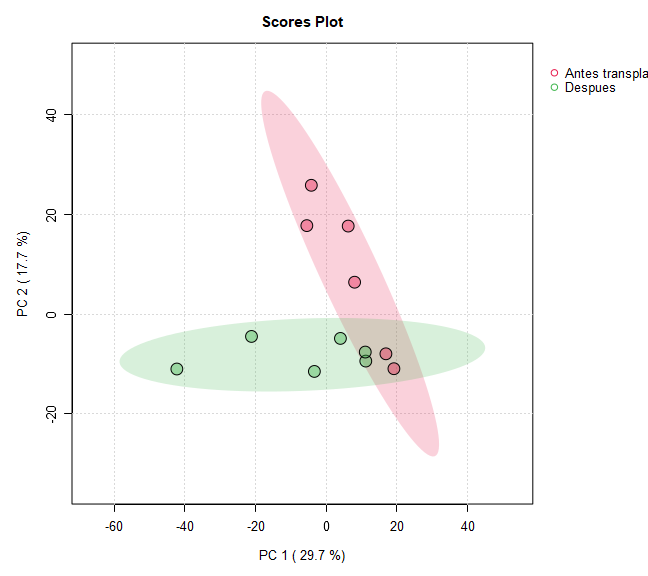 Scores Plot
Antes transpla
Despues
40
20
0
-20
PC 2 ( 17.7 %)
-60
-40
-20
0
20
40
PC 1 ( 29.7 %)